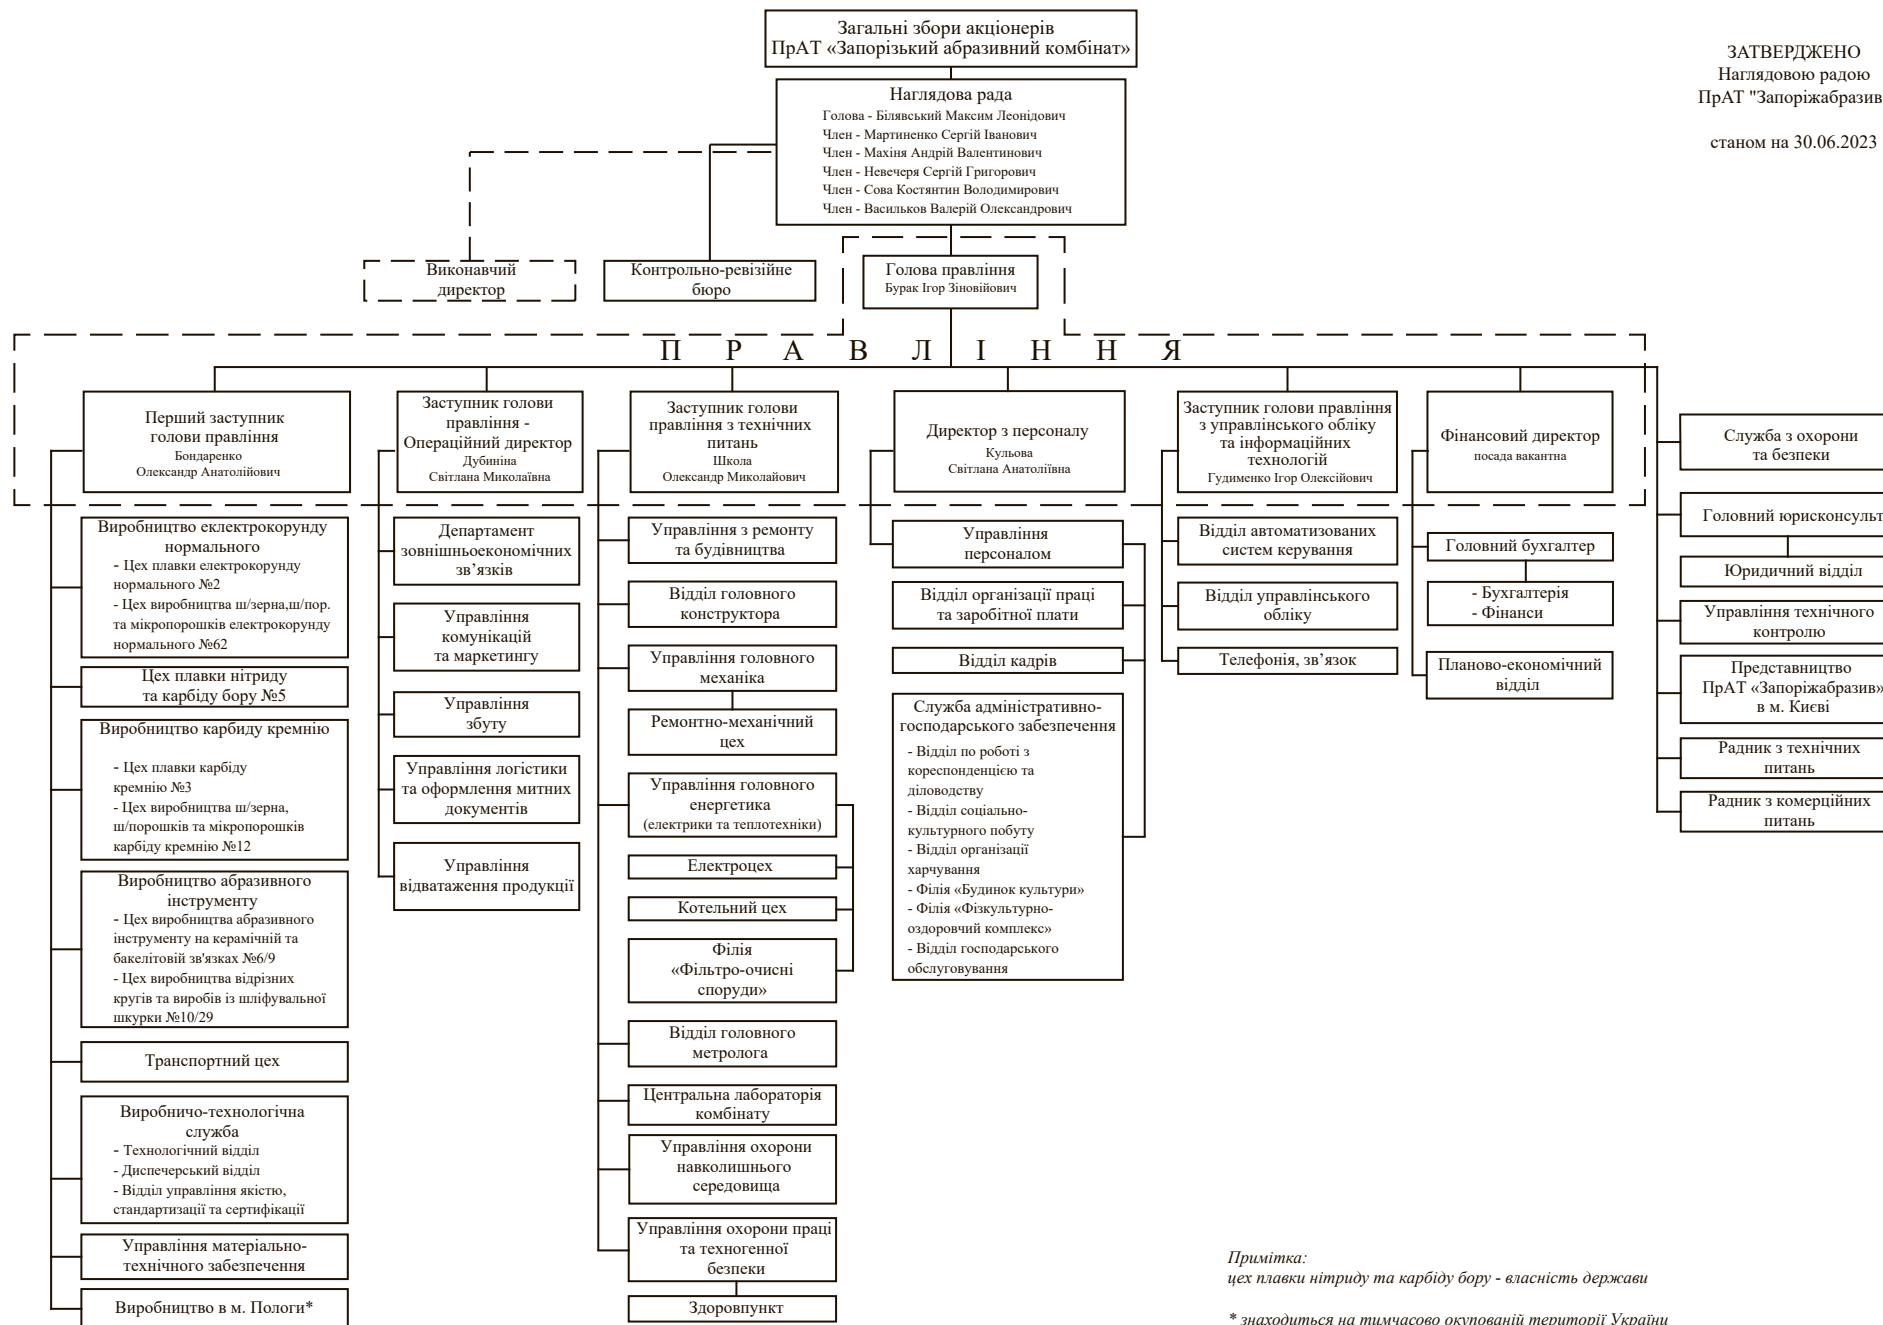 Загальні збори акціонерів
ПрАТ «Запорізький абразивний комбінат»
ЗАТВЕРДЖЕНО
Наглядовою радою
ПрАТ "Запоріжабразив
станом на 30.06.2023
Наглядова рада
Голова - Білявський Максим Леонідович
Член - Мартиненко Сергій Іванович
Член - Махіня Андрій Валентинович
Член - Невечеря Сергій Григорович
Член - Сова Костянтин Володимирович
Член - Васильков Валерій Олександрович
Виконавчий
директор
Контрольно-ревізійне
бюро
Голова правління
Бурак Ігор Зіновійович
П Р А В Л І Н Н Я
Перший заступник
голови правління
Бондаренко
Олександр Анатолійович
Заступник голови
правління -
Операційний директор
Дубиніна
Світлана Миколаївна
Заступник голови
правління з технічних
питань
Школа
Олександр Миколайович
Директор з персоналу
Кульова
Світлана Анатоліївна
Заступник голови правління
з управлінського обліку
та інформаційних
технологій
Гудименко Ігор Олексійович
Фінансовий директор
посада вакантна
Служба з охорони
та безпеки
Головний юрисконсульт
Юридичний відділ
Управління технічного
контролю
Представництво
ПрАТ «Запоріжабразив»
в м. Києві
Радник з технічних
питань
Радник з комерційних
питань
Виробництво еклектрокорунду
нормального
- Цех плавки електрокорунду
нормального №2
- Цех виробництва ш/зерна,ш/пор.
та мікропорошків електрокорунду
нормального №62
Цех плавки нітриду
та карбіду бору №5
Виробництво карбиду кремнію
- Цех плавки карбіду
кремнію №3
- Цех виробництва ш/зерна,
ш/порошків та мікропорошків
карбіду кремнію №12
Виробництво абразивного
інструменту
- Цех виробництва абразивного
інструменту на керамічній та
бакелітовій зв'язках №6/9
- Цех виробництва відрізних
кругів та виробів із шліфувальної
шкурки №10/29
Транспортний цех
Виробничо-технологічна
служба
- Технологічний відділ
- Диспечерський відділ
- Відділ управління якістю,
стандартизації та сертифікації
Управління матеріально-
технічного забезпечення
Виробництво в м. Пологи*
Департамент
зовнішньоекономічних
зв’язків
Управління
комунікацій
та маркетингу
Управління
збуту
Управління логістики
та оформлення митних
документів
Управління
відватаження продукції
Управління з ремонту
та будівництва
Відділ головного
конструктора
Управління головного
механіка
Ремонтно-механічний
цех
Управління головного
енергетика
(електрики та теплотехніки)
Електроцех
Котельний цех
Філія
«Фільтро-очисні
споруди»
Відділ головного
метролога
Центральна лабораторія
комбінату
Управління охорони
навколишнього
середовища
Управління охорони праці
та техногенної
безпеки
Здоровпункт
Управління
персоналом
Відділ організації праці
та заробітної плати
Відділ кадрів
Служба адміністративно-
господарського забезпечення
- Відділ по роботі з
кореспонденцією та
діловодству
- Відділ соціально-
культурного побуту
- Відділ організації
харчування
- Філія «Будинок культури»
- Філія «Фізкультурно-
оздоровчий комплекс»
- Відділ господарського
обслуговування
Відділ автоматизованих
систем керування
Відділ управлінського
обліку
Телефонія, зв’язок
Головний бухгалтер
- Бухгалтерія
- Фінанси
Планово-економічний
відділ
Примітка:
цех плавки нітриду та карбіду бору - власність держави
* знаходиться на тимчасово окупованій території України